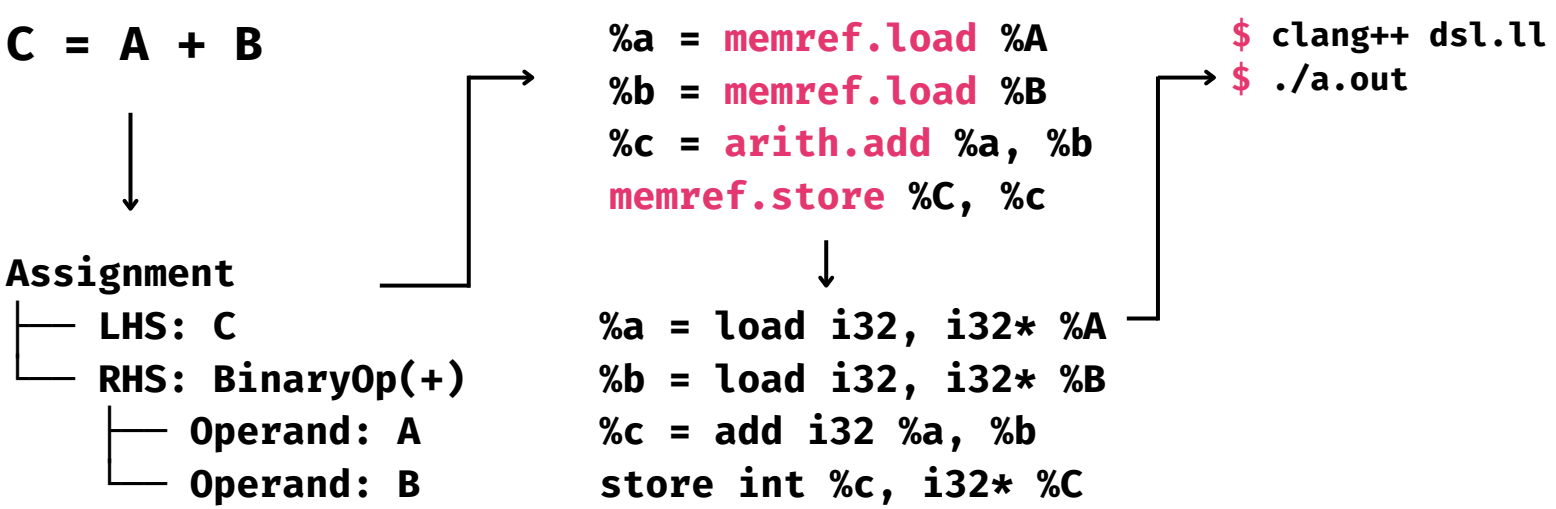 C = A + B
Assignment
LHS: C
RHS: BinaryOp(+)
Operand: A
Operand: B
%a = memref.load %A
%b = memref.load %B
%c = arith.add %a, %b
memref.store %C, %c
%a = load i32, i32* %A
%b = load i32, i32* %B
%c = add i32 %a, %b
store int %c, i32* %C
$ clang++ dsl.ll
$ ./a.out